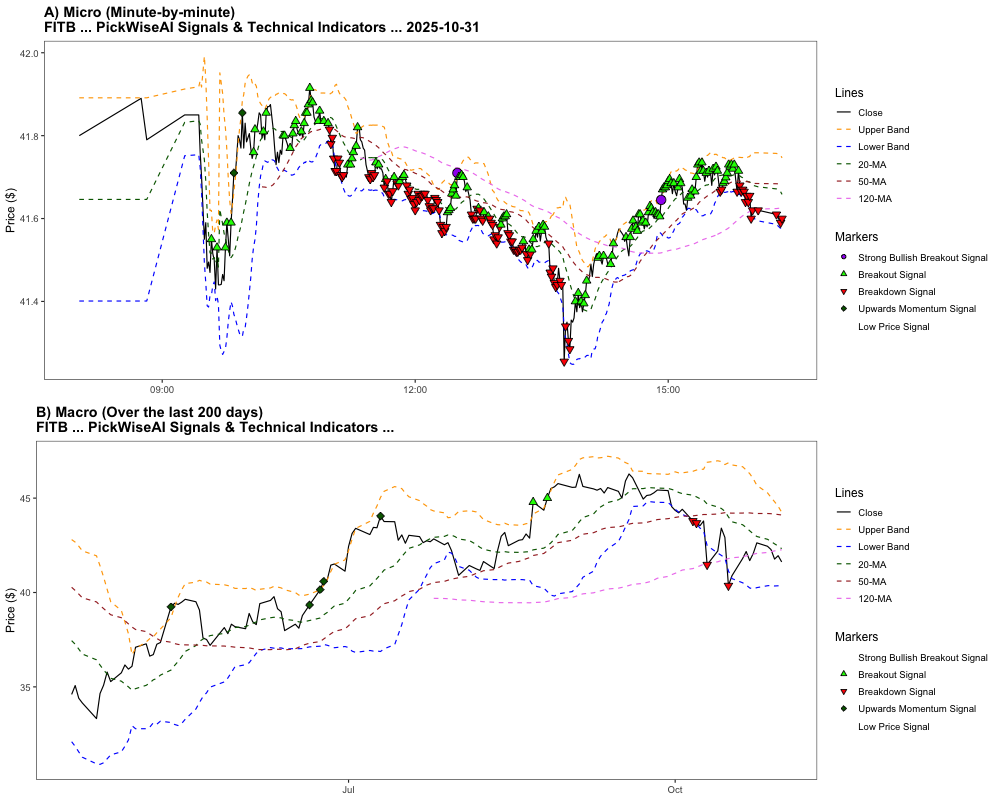 A) Micro (Minute-by-minute)
FITB ... PickWiseAI Signals & Technical Indicators ... 2025-10-31
42.0
41.8
41.6
41.4
Price ($)
09:00
12:00
15:00
Lines
Close
Upper Band
Lower Band
20-MA
50-MA
120-MA
Markers
Strong Bullish Breakout Signal
Breakout Signal
Breakdown Signal
Upwards Momentum Signal
Low Price Signal
B) Macro (Over the last 200 days)
FITB ... PickWiseAI Signals & Technical Indicators ...
45
40
35
Price ($)
Jul
Oct
Lines
Close
Upper Band
Lower Band
20-MA
50-MA
120-MA
Markers
Strong Bullish Breakout Signal
Breakout Signal
Breakdown Signal
Upwards Momentum Signal
Low Price Signal